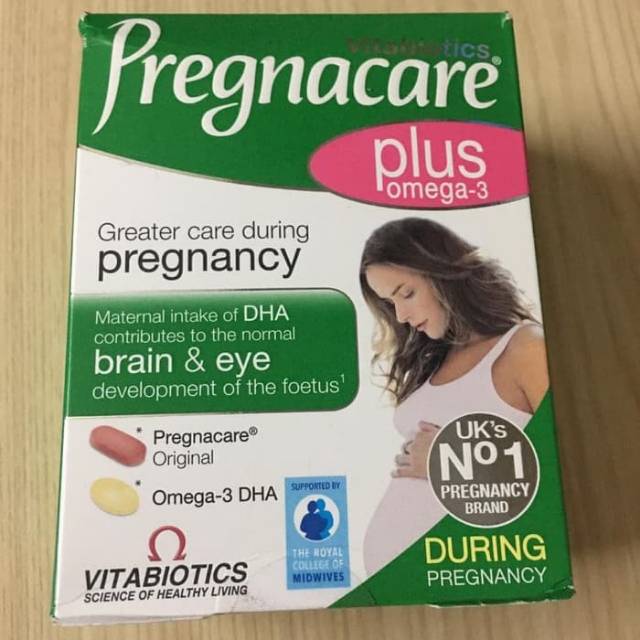 Vitabiotics
Pregnacare®
plus
omega-3
Greater care during
pregnancy
Maternal intake of DHA
contributes to the normal
brain & eye
development of the foetus¹
* Pregnacare®
Original
* Omega-3 DHA
SUPPORTED BY
THE ROYAL
COLLEGE OF
MIDWIVES
UK's
Nº1
PREGNANCY
BRAND
DURING
PREGNANCY
VITABIOTICS
SCIENCE OF HEALTHY LIVING